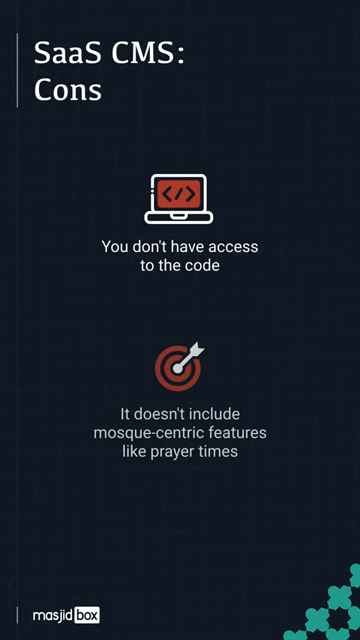 SaaS CMS:
Cons
You don't have access
to the code
It doesn't include
mosque-centric features
like prayer times
masjidbox